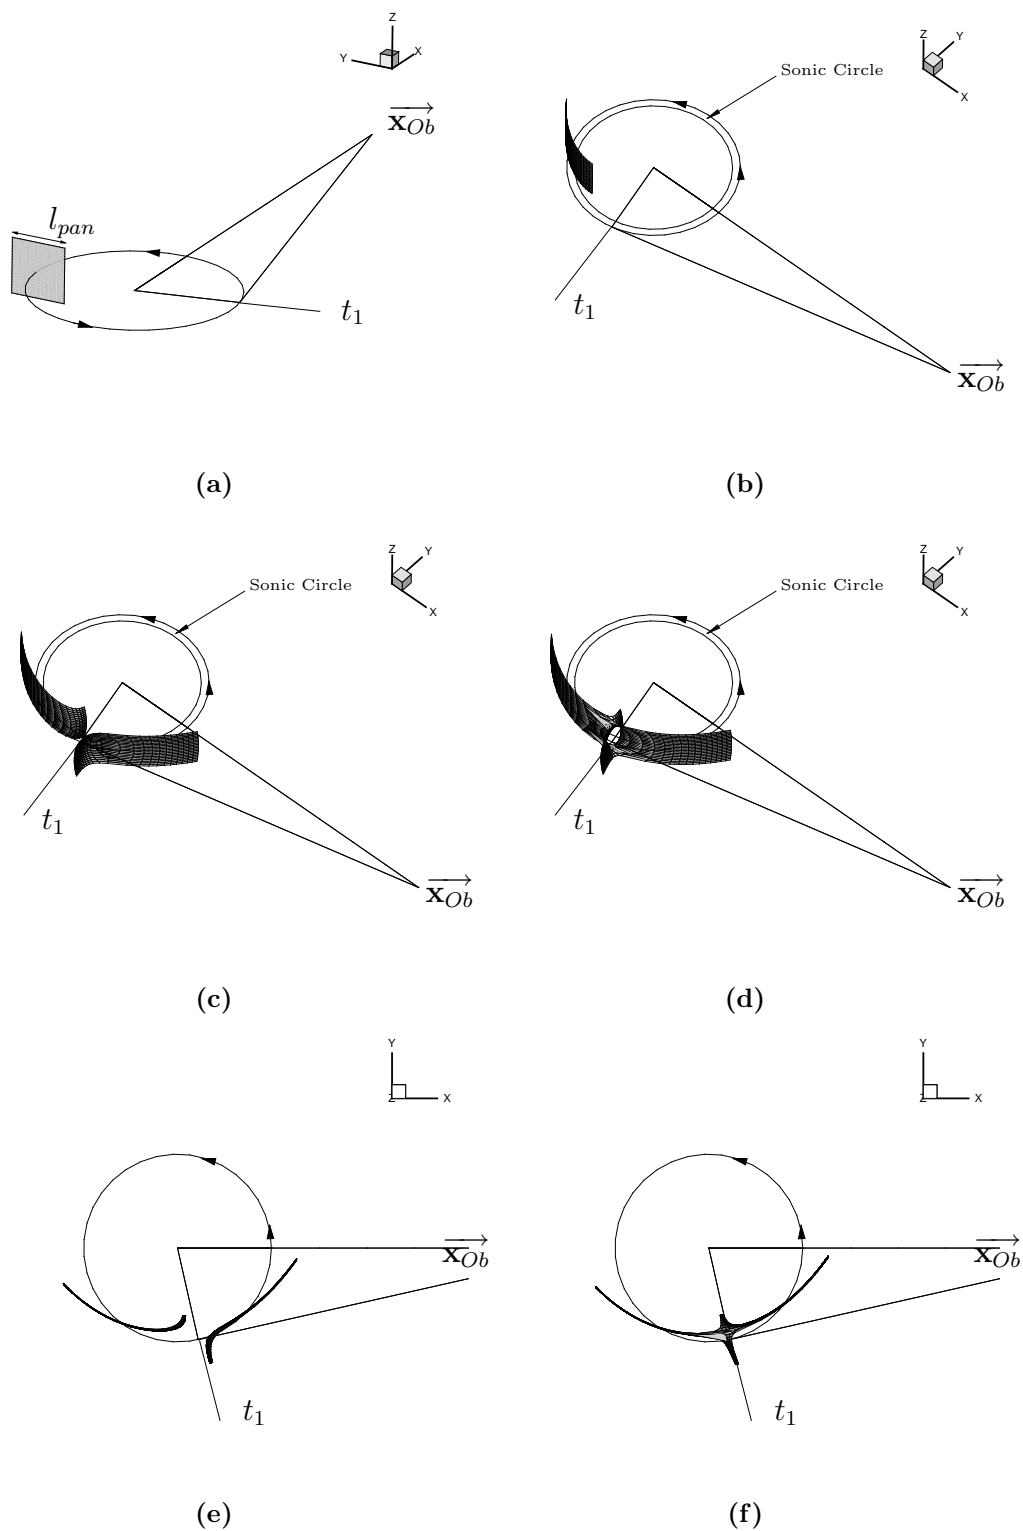 Z
X
Y
x_Ob
l_pan
t_1
(a)
Z
Y
X
Sonic Circle
t_1
x_Ob
(b)
Z
Y
X
Sonic Circle
t_1
x_Ob
(c)
Z
Y
X
Sonic Circle
t_1
x_Ob
(d)
Y
Z
X
x_Ob
t_1
(e)
Y
Z
X
x_Ob
t_1
(f)